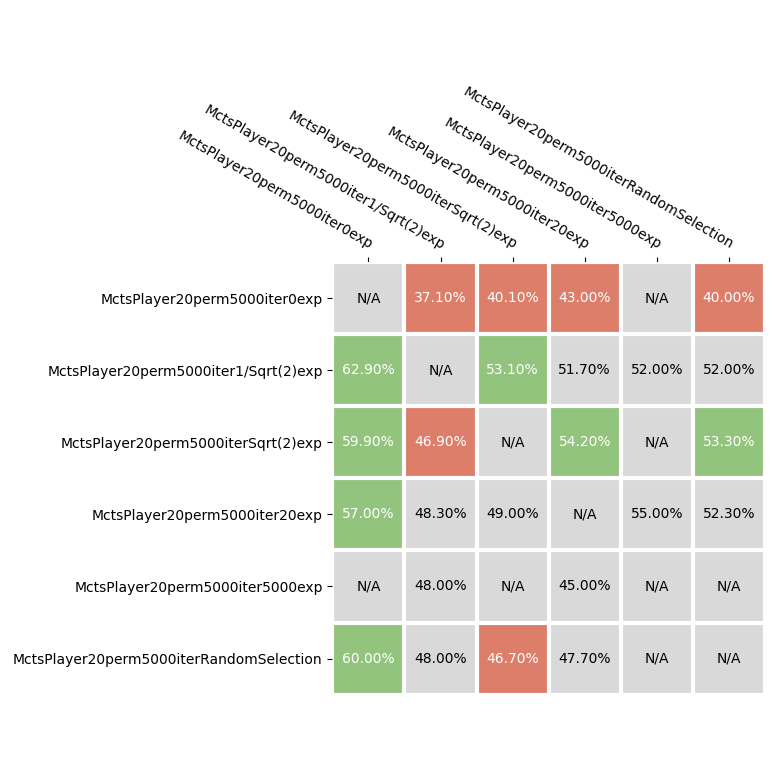 MctsPlayer20perm5000iter0exp
MctsPlayer20perm5000iter1/Sqrt(2)exp
MctsPlayer20perm5000iterSqrt(2)exp
MctsPlayer20perm5000iter20exp
MctsPlayer20perm5000iter5000exp
MctsPlayer20perm5000iterRandomSelection
MctsPlayer20perm5000iter0exp N/A 37.10% 40.10% 43.00% N/A 40.00%
MctsPlayer20perm5000iter1/Sqrt(2)exp 62.90% N/A 53.10% 51.70% 52.00% 52.00%
MctsPlayer20perm5000iterSqrt(2)exp 59.90% 46.90% N/A 54.20% N/A 53.30%
MctsPlayer20perm5000iter20exp 57.00% 48.30% 49.00% N/A 55.00% 52.30%
MctsPlayer20perm5000iter5000exp N/A 48.00% N/A 45.00% N/A N/A
MctsPlayer20perm5000iterRandomSelection 60.00% 48.00% 46.70% 47.70% N/A N/A